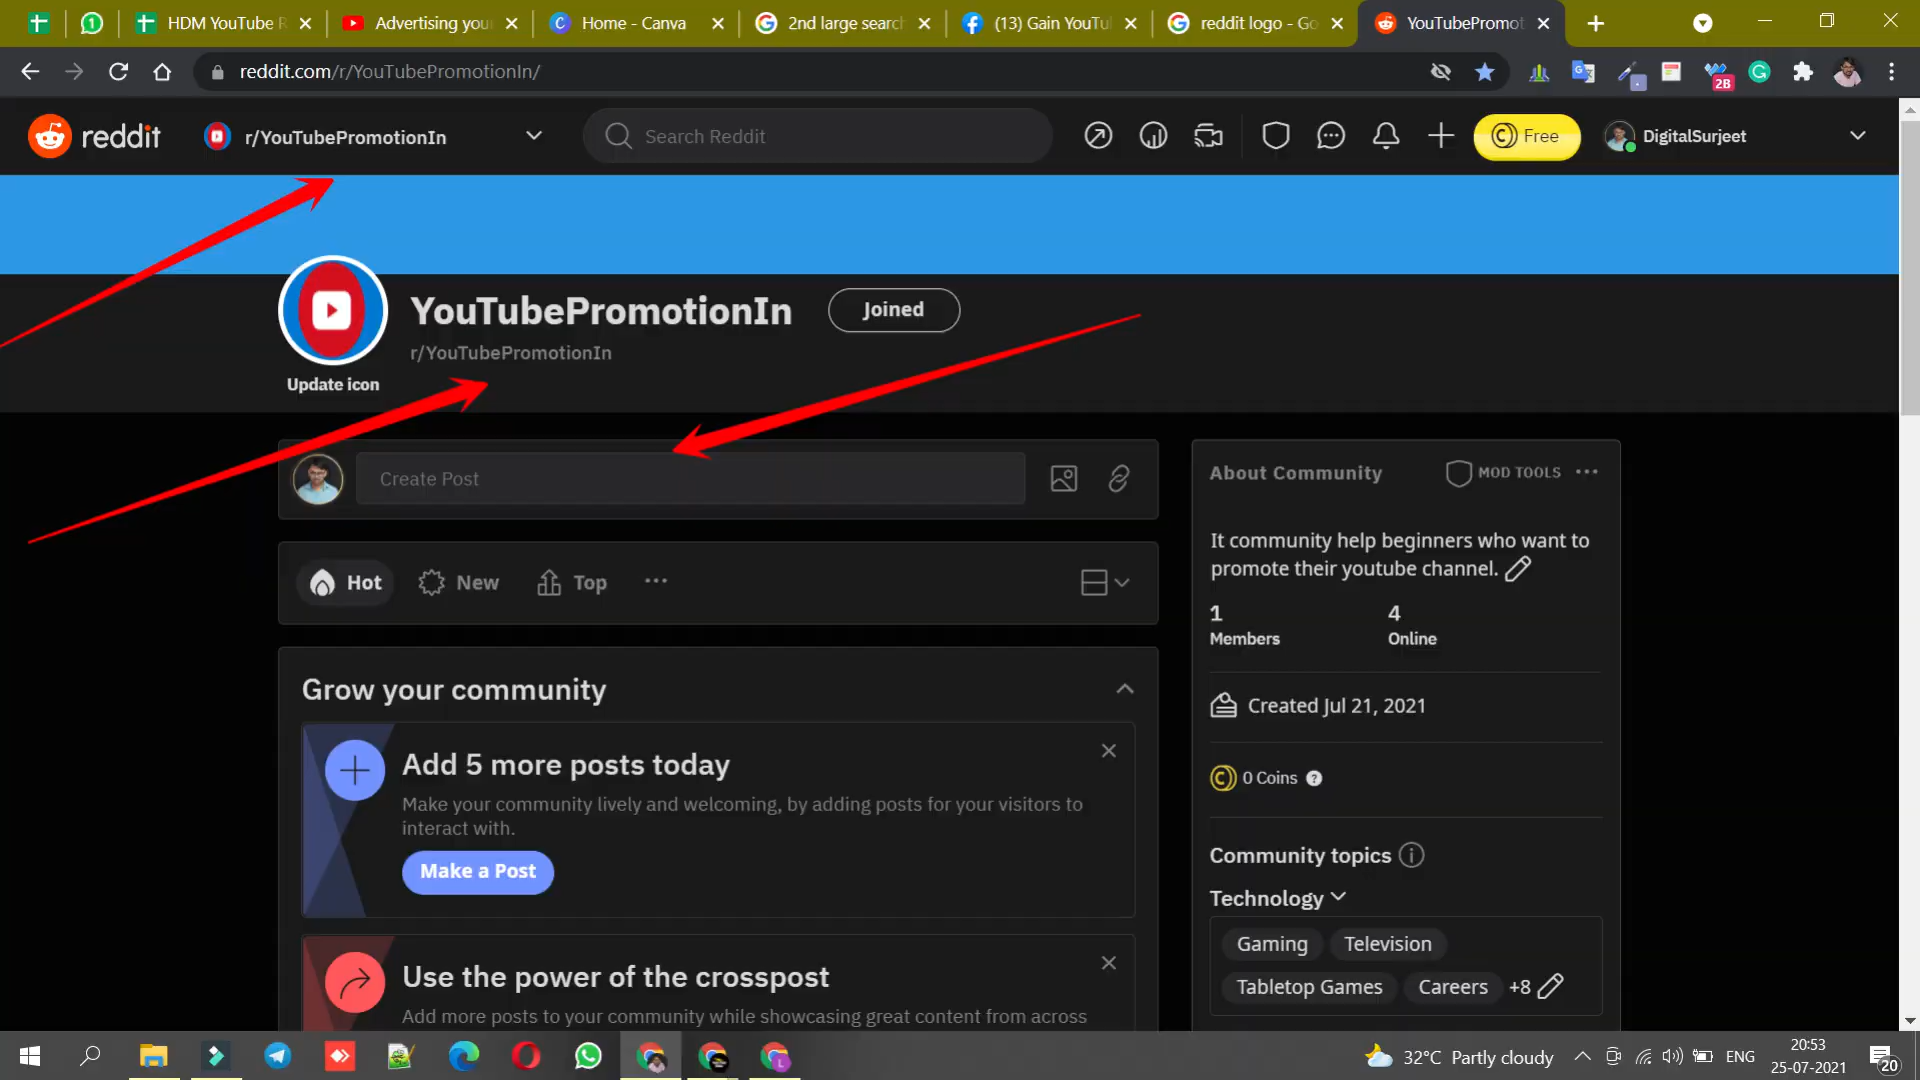 HDM YouTube R
Advertising you
Home - Canva
2nd large searc
(13) Gain YouTu
reddit logo - Go
YouTubePromot
reddit.com/r/YouTubePromotionIn/
2B
reddit
r/YouTubePromotionIn
Search Reddit
Free
DigitalSurjeet
YouTubePromotionIn
Joined
r/YouTubePromotionIn
Update icon
Create Post
About Community
MOD TOOLS
It community help beginners who want to
promote their youtube channel.
Hot
New
Top
1
Members
4
Online
Grow your community
Created Jul 21, 2021
Add 5 more posts today
Make your community lively and welcoming, by adding posts for your visitors to
interact with.
Make a Post
0 Coins
Community topics
Technology
Gaming
Television
Tabletop Games
Careers
+8
Use the power of the crosspost
Add more posts to your community while showcasing great content from across
32°C Partly cloudy
ENG
20:53
25-07-2021
20